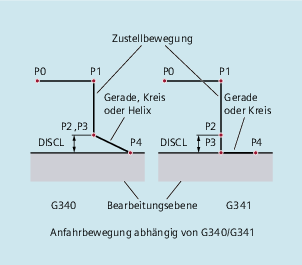 Zustellbewegung
P0 P1 P0 P1
Gerade, Kreis
oder Helix
Gerade
oder Kreis
P2 ,P3 P2
DISCL P4 DISCL P3 P4
G340 Bearbeitungsebene G341
Anfahrbewegung abhängig von G340/G341